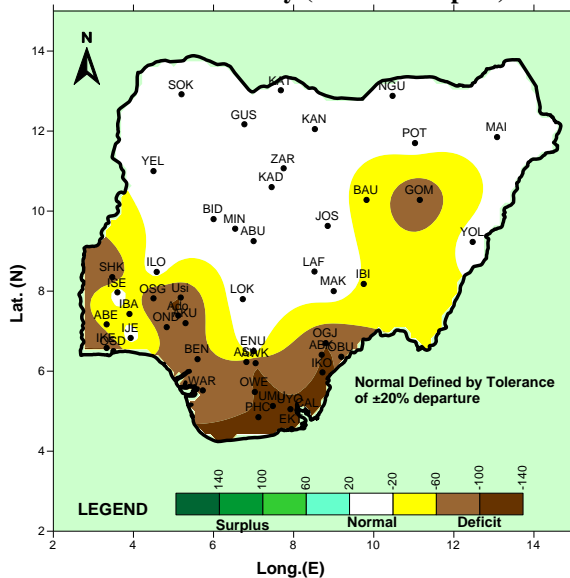 N
SOK
KAT
NGU
GUS
KAN
POT
MAI
YEL
ZAR
KAD
BAU
GOM
BID
MIN
ABU
JOS
YOL
SHK
ISE
ILO
LAF
MAK
IBI
OSG
Usi
LOK
ABE
IBA
OND
IJE
IKE
BEN
ENU
AWK
OGJ
OBU
IKO
WAR
OWE
UMU
UYO
PHC
EK
Normal Defined by Tolerance
of ±20% departure
LEGEND
140
100
60
20
-20
-60
-100
-140
Surplus
Normal
Deficit
14
12
10
8
6
4
2
Lat. (N)
2
4
6
8
10
12
14
Long.(E)